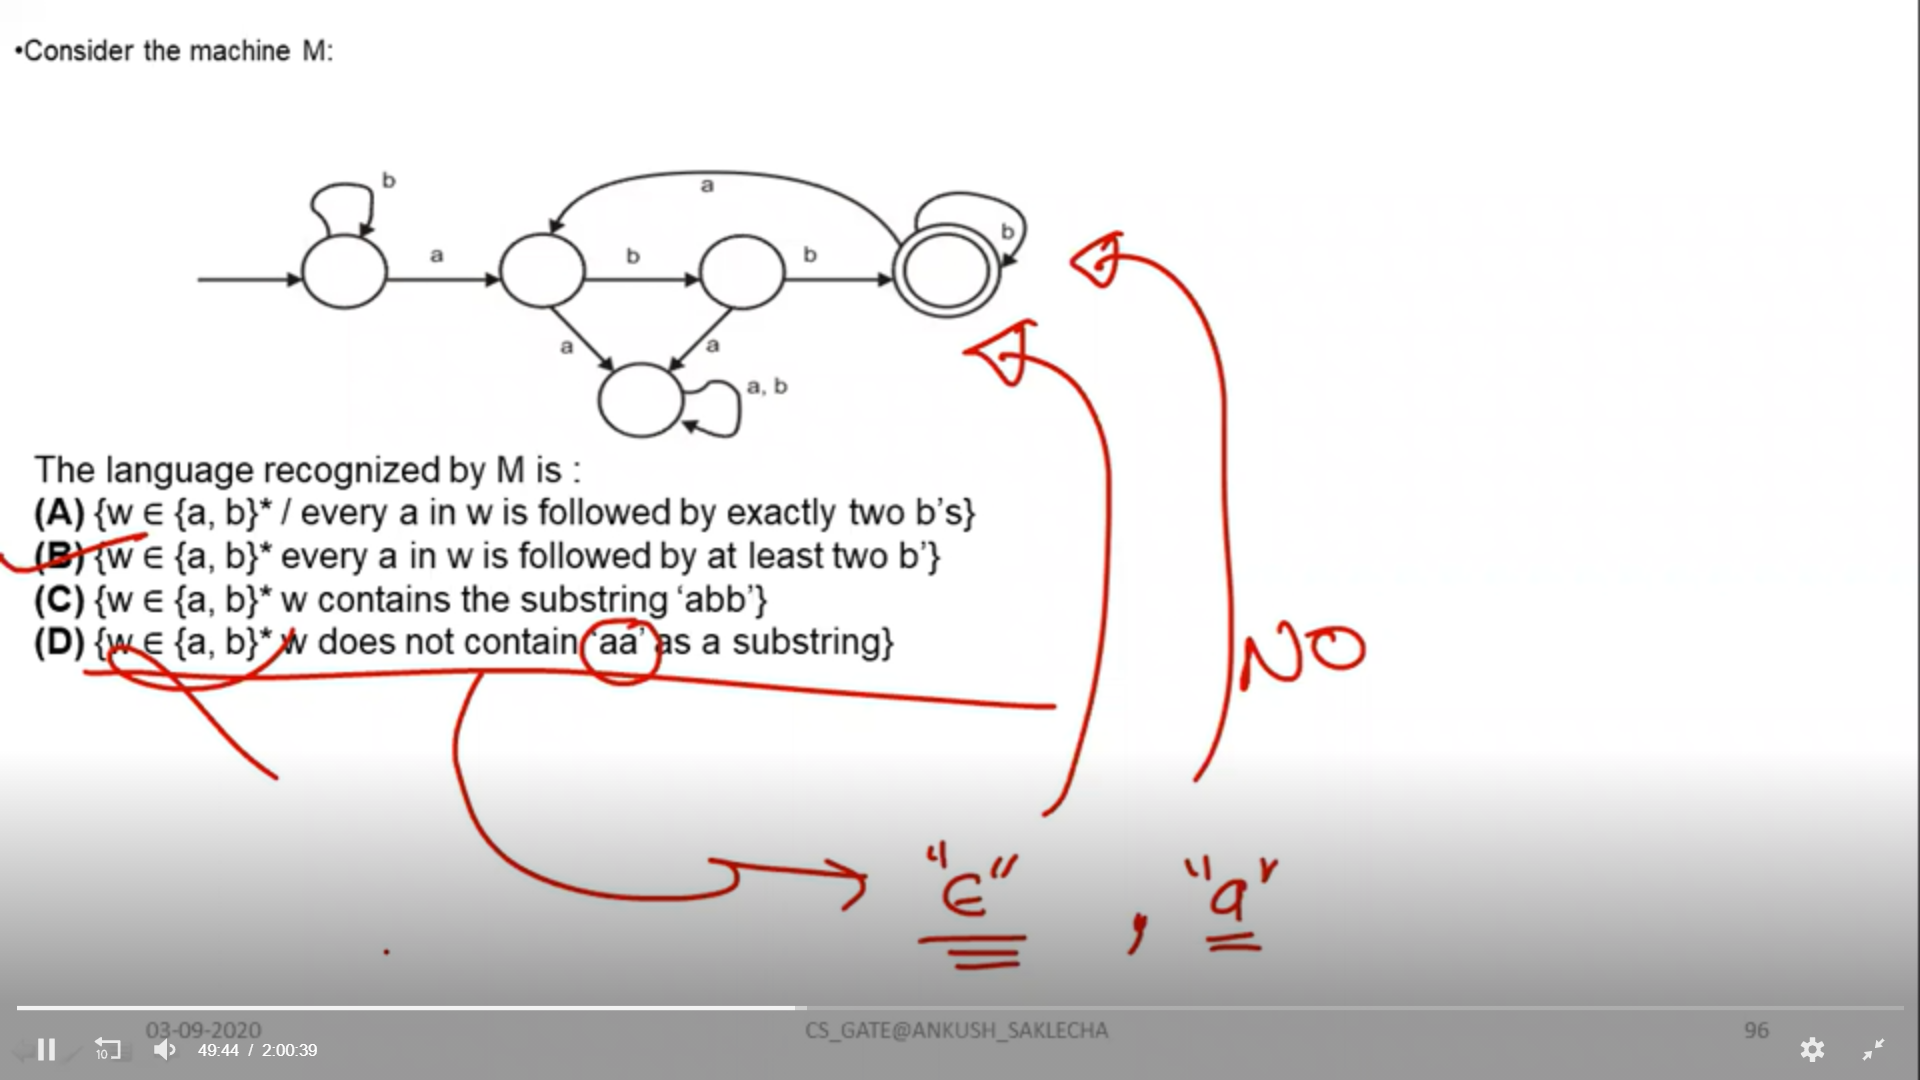 •Consider the machine M:
b
a
b
a
b
b
a
a
a, b
The language recognized by M is :
(A) {w ∈ {a, b}* / every a in w is followed by exactly two b’s}
(B) {w ∈ {a, b}* every a in w is followed by at least two b’}
(C) {w ∈ {a, b}* w contains the substring ‘abb’}
(D) {w ∈ {a, b}* w does not contain ‘aa’ as a substring}
NO
"ϵ" , "a"
03-09-2020 CS_GATE@ANKUSH_SAKLECHA 96
10 49:44 / 2:00:39